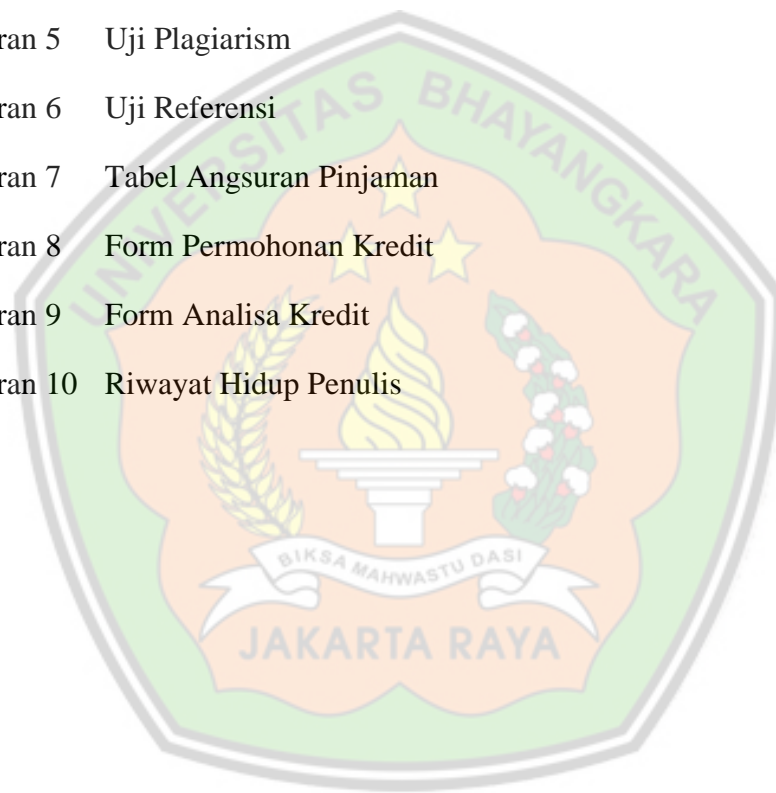 ran 5 Uji Plagiarism
ran 6 Uji Referensi
ran 7 Tabel Angsuran Pinjaman
ran 8 Form Permohonan Kredit
ran 9 Form Analisa Kredit
ran 10 Riwayat Hidup Penulis
UNIVERSITAS BHAYANGKARA
BIKSA MAHWASTU DASI
JAKARTA RAYA